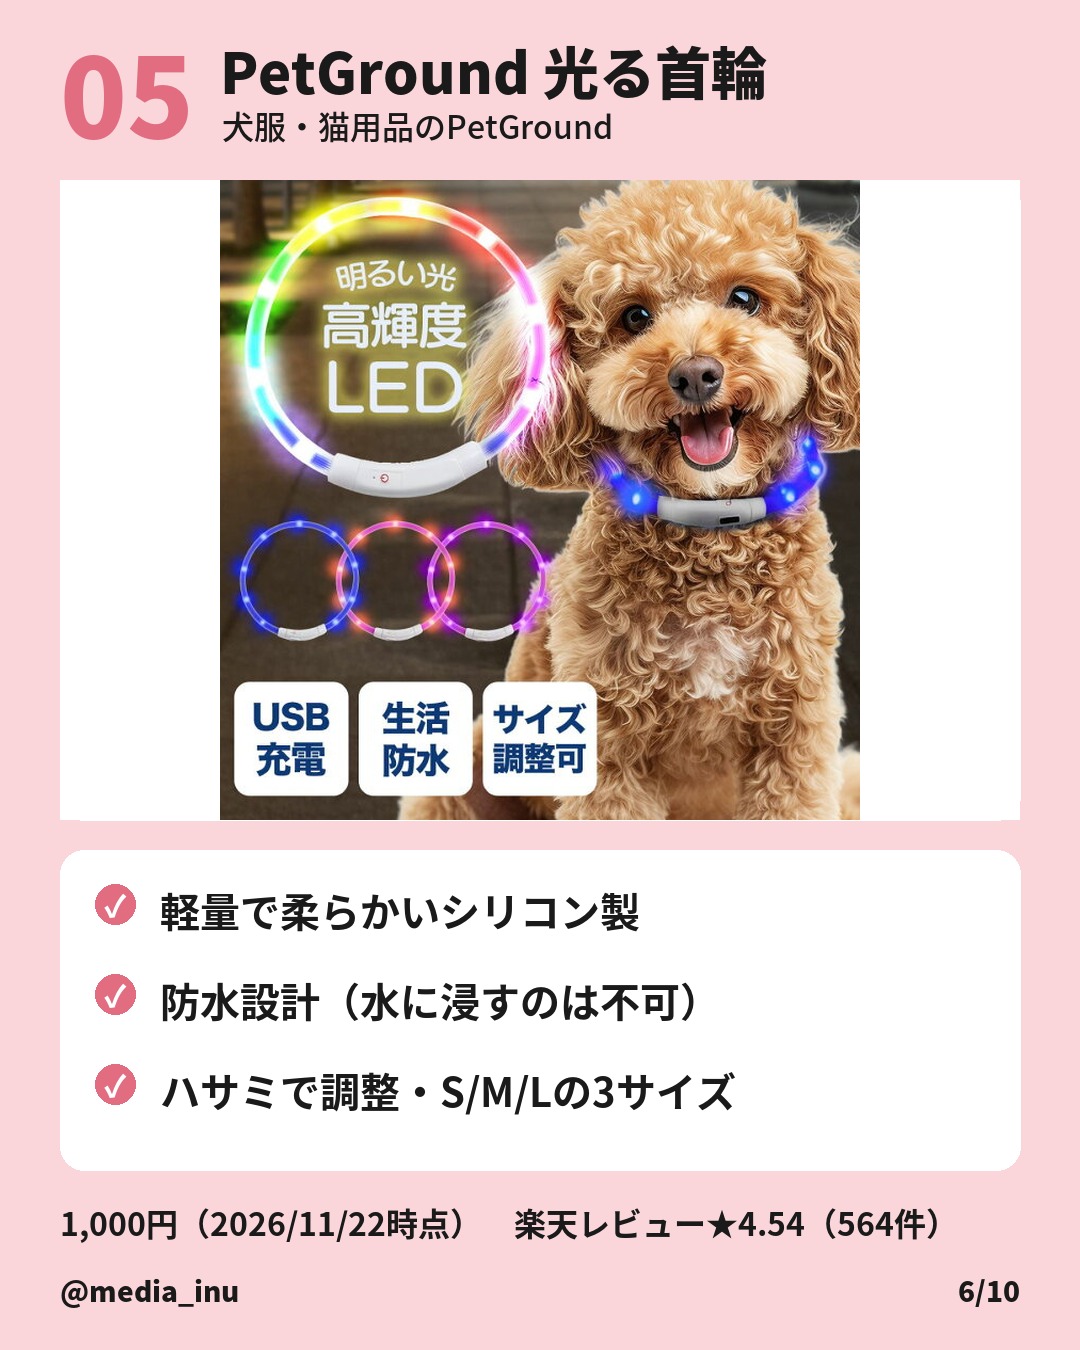 05
PetGround 光る首輪
犬服・猫用品のPetGround
明るい光
高輝度
LED
USB
充電
生活
防水
サイズ
調整可
軽量で柔らかいシリコン製
防水設計（水に浸すのは不可）
ハサミで調整・S/M/Lの3サイズ
1,000円（2026/11/22時点）　楽天レビュー★4.54（564件）
@media_inu
6/10